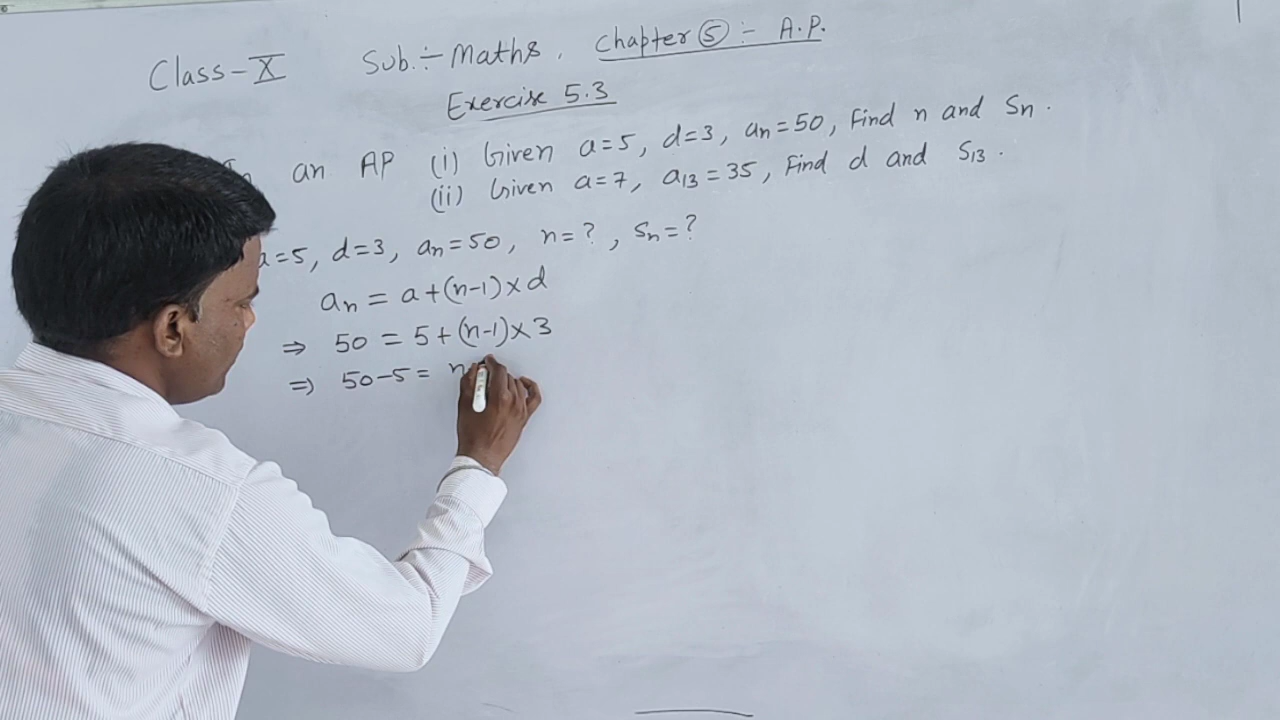 Class-X Sub.:- Maths, Chapter ⑤:- A.P.
Exercise 5.3
an AP (i) Given a=5, d=3, aₙ=50, Find n and Sₙ.
(ii) Given a=7, a₁₃=35, Find d and S₁₃.
a=5, d=3, aₙ=50, n=?, Sₙ=?
aₙ = a+(n-1)×d
⇒ 50 = 5+(n-1)×3
⇒ 50-5=